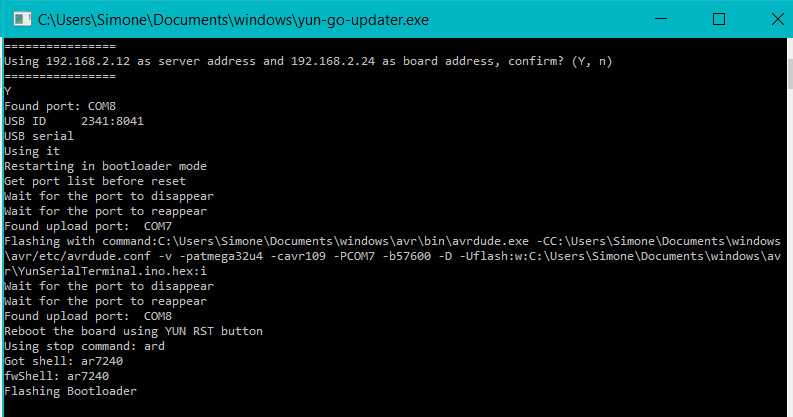 C:\Users\Simone\Documents\windows\yun-go-updater.exe
================
Using 192.168.2.12 as server address and 192.168.2.24 as board address, confirm? (Y, n)
================
Y
Found port: COM8
USB ID     2341:8041
USB serial
Using it
Restarting in bootloader mode
Get port list before reset
Wait for the port to disappear
Wait for the port to reappear
Found upload port:  COM7
Flashing with command:C:\Users\Simone\Documents\windows\avr\bin\avrdude.exe -CC:\Users\Simone\Documents\windows
\avr/etc/avrdude.conf -v -patmega32u4 -cavr109 -PCOM7 -b57600 -D -Uflash:w:C:\Users\Simone\Documents\windows\av
r\YunSerialTerminal.ino.hex:i
Wait for the port to disappear
Wait for the port to reappear
Found upload port:  COM8
Reboot the board using YUN RST button
Using stop command: ard
Got shell: ar7240
fwShell: ar7240
Flashing Bootloader